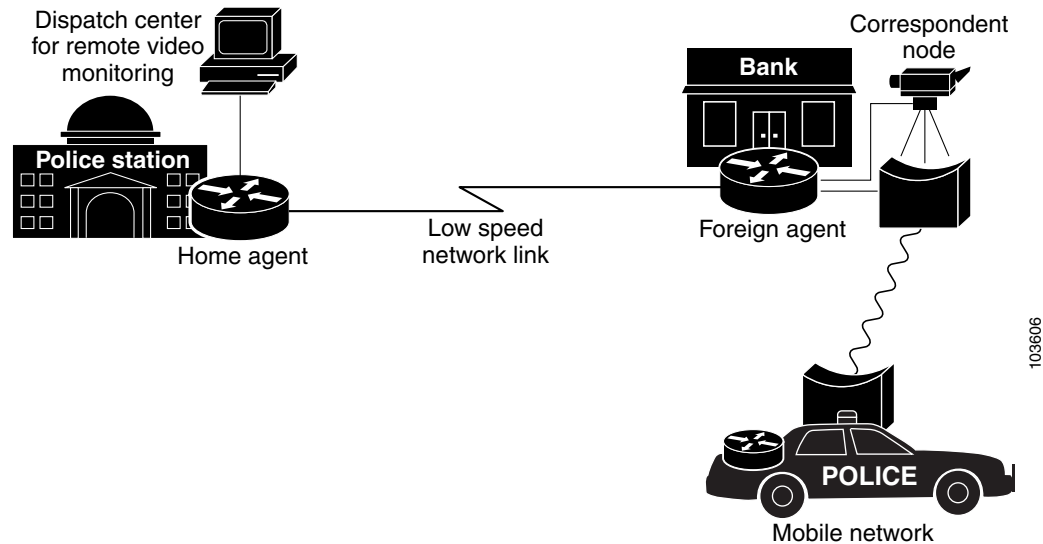 Dispatch center
for remote video
monitoring
Police station
Home agent
Low speed
network link
Bank
Foreign agent
Correspondent
node
POLICE
Mobile network
103606